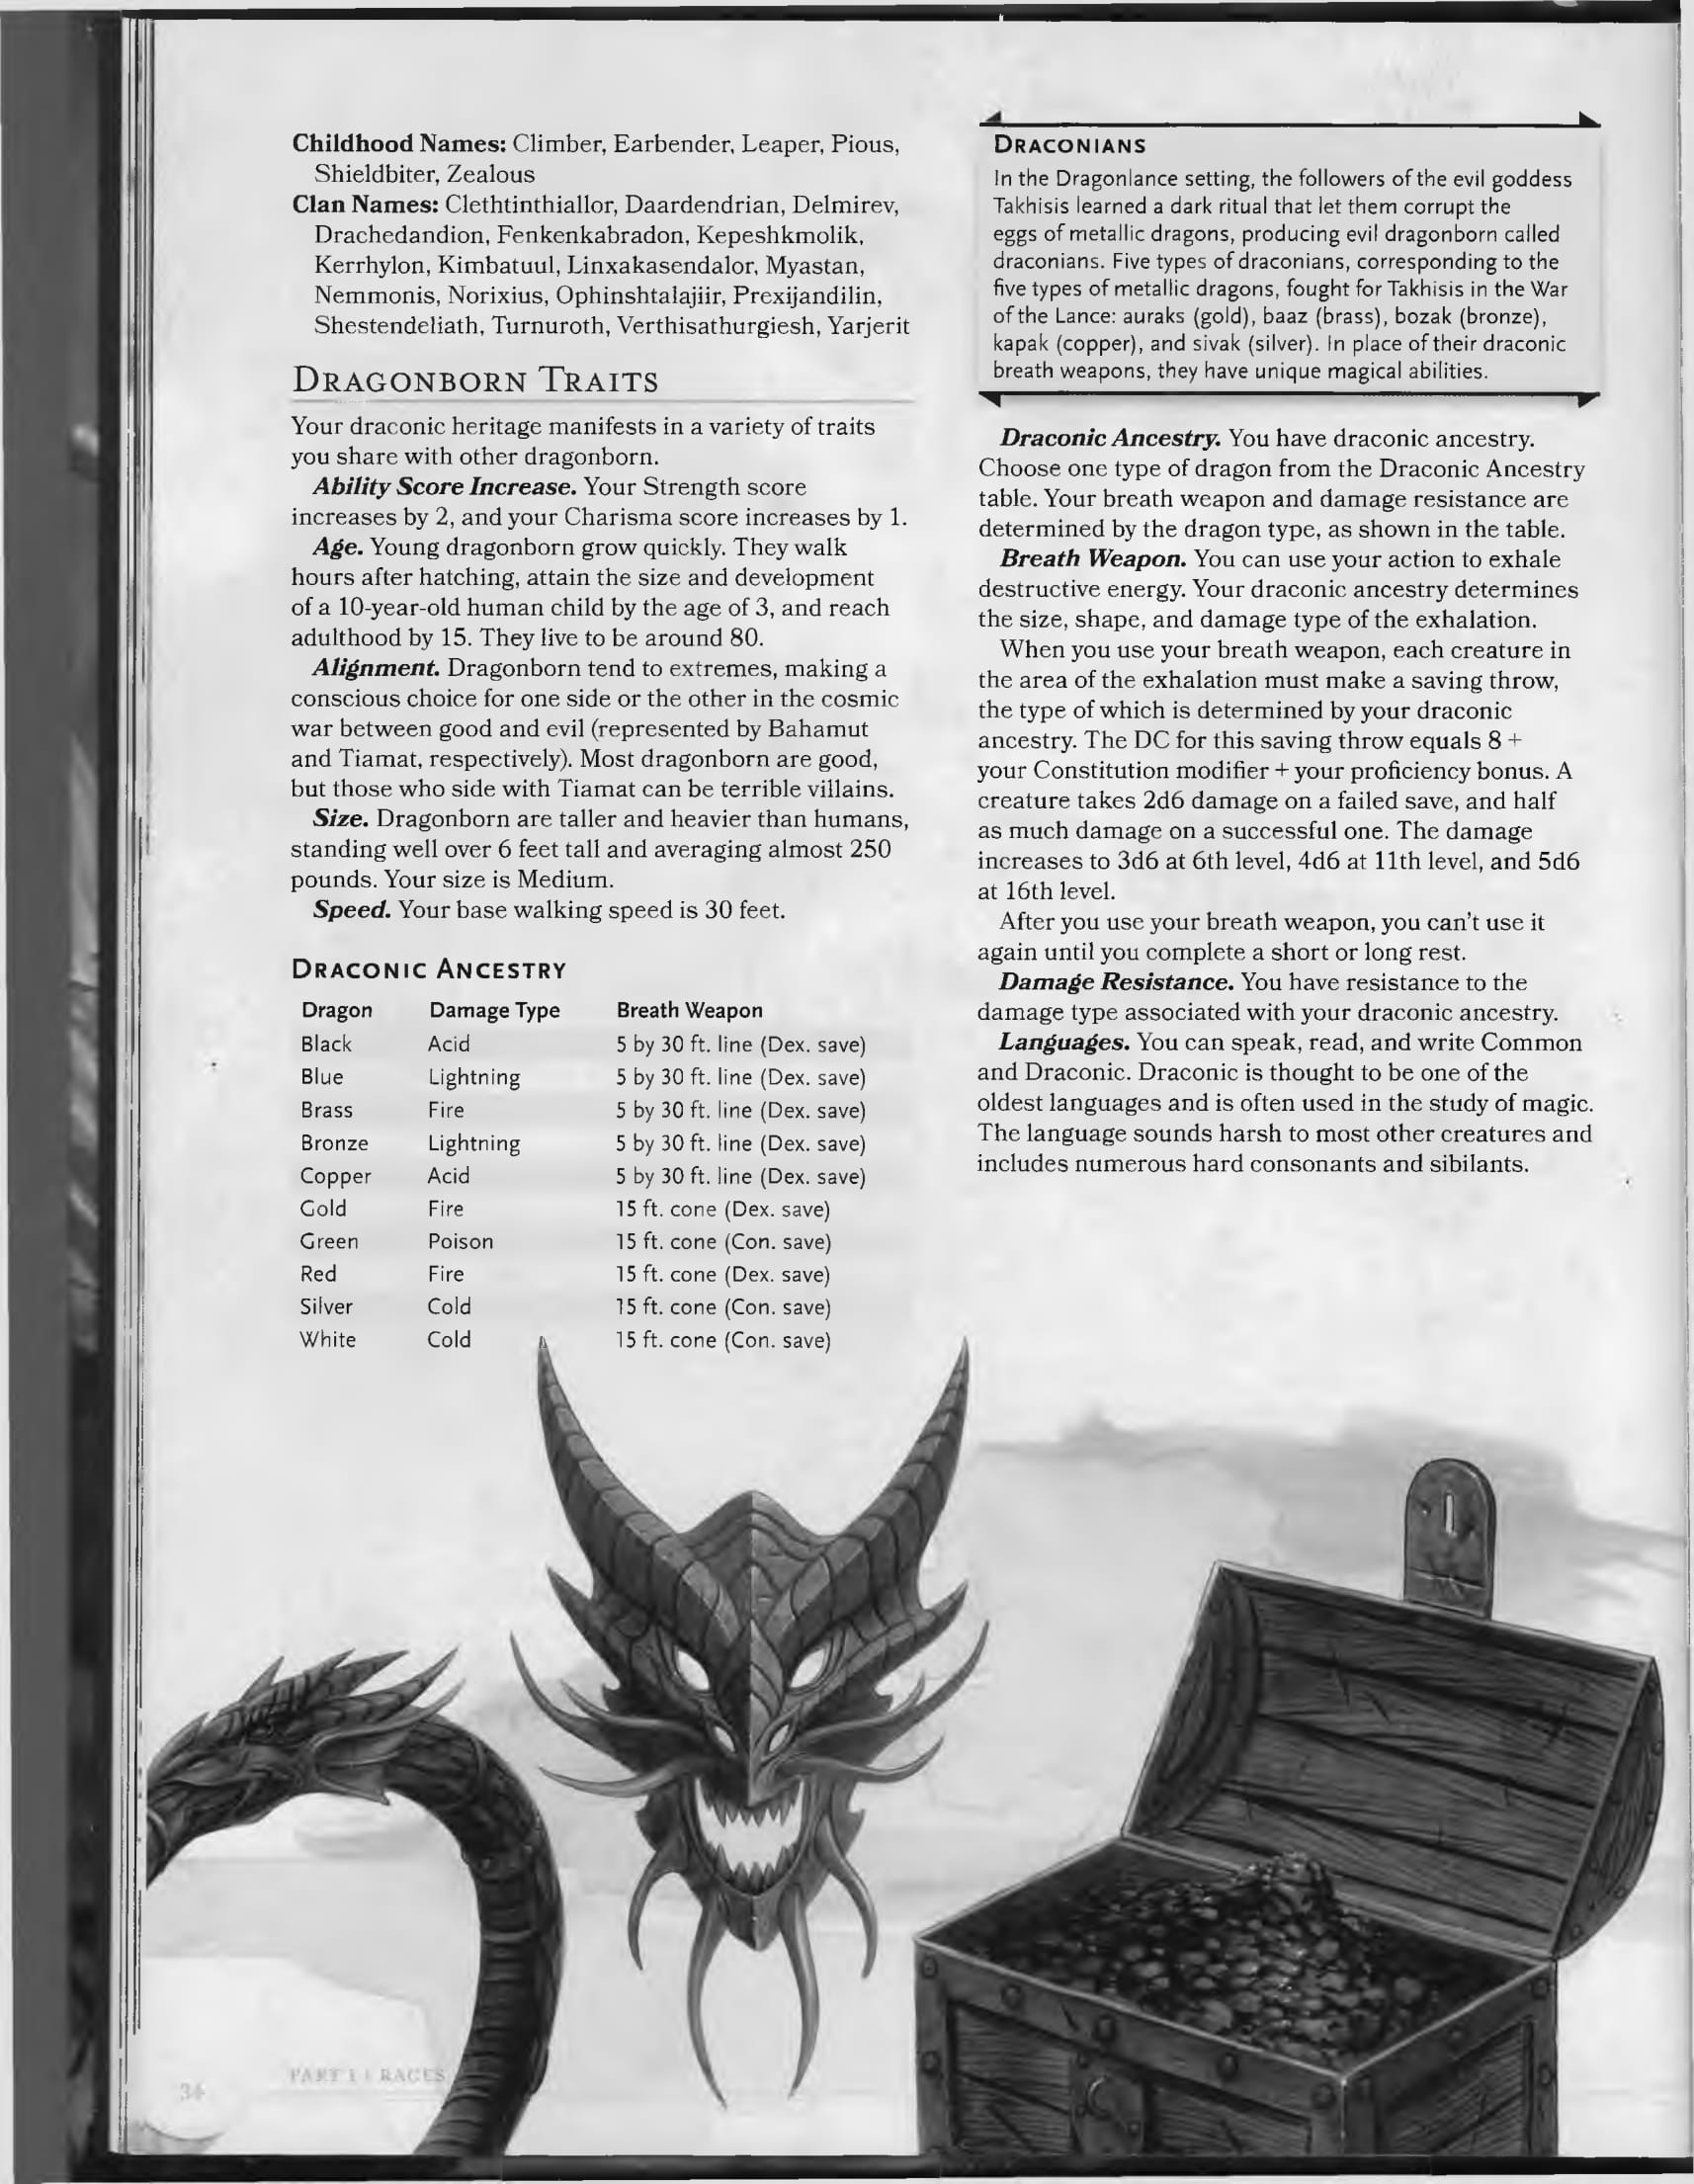 Childhood Names: Climber, Earbender, Leaper, Pious,
Shieldbiter, Zealous
Clan Names: Clethtinthiallor, Daardendrian, Delmirev,
Drachedandion, Fenkenkabradon, Kepeshkmolik,
Kerrhylon, Kimbatuul, Linxakasendalor, Myastan,
Nemmonis, Norixius, Ophinshtalajiir, Prexijandilin,
Shestendeliath, Turnuroth, Verthisathurgiesh, Yarjerit
DRAGONBORN TRAITS
Your draconic heritage manifests in a variety of traits
you share with other dragonborn.
Ability Score Increase. Your Strength score
increases by 2, and your Charisma score increases by 1.
Age. Young dragonborn grow quickly. They walk
hours after hatching, attain the size and development
of a 10-year-old human child by the age of 3, and reach
adulthood by 15. They live to be around 80.
Alignment. Dragonborn tend to extremes, making a
conscious choice for one side or the other in the cosmic
war between good and evil (represented by Bahamut
and Tiamat, respectively). Most dragonborn are good,
but those who side with Tiamat can be terrible villains.
Size. Dragonborn are taller and heavier than humans,
standing well over 6 feet tall and averaging almost 250
pounds. Your size is Medium.
Speed. Your base walking speed is 30 feet.
DRACONIC ANCESTRY
Dragon Damage Type Breath Weapon
Black Acid 5 by 30 ft. line (Dex. save)
Blue Lightning 5 by 30 ft. line (Dex. save)
Brass Fire 5 by 30 ft. line (Dex. save)
Bronze Lightning 5 by 30 ft. line (Dex. save)
Copper Acid 5 by 30 ft. line (Dex. save)
Gold Fire 15 ft. cone (Dex. save)
Green Poison 15 ft. cone (Con. save)
Red Fire 15 ft. cone (Dex. save)
Silver Cold 15 ft. cone (Con. save)
White Cold 15 ft. cone (Con. save)
DRACONIANS
In the Dragonlance setting, the followers of the evil goddess
Takhisis learned a dark ritual that let them corrupt the
eggs of metallic dragons, producing evil dragonborn called
draconians. Five types of draconians, corresponding to the
five types of metallic dragons, fought for Takhisis in the War
of the Lance: auraks (gold), baaz (brass), bozak (bronze),
kapak (copper), and sivak (silver). In place of their draconic
breath weapons, they have unique magical abilities.
Draconic Ancestry. You have draconic ancestry.
Choose one type of dragon from the Draconic Ancestry
table. Your breath weapon and damage resistance are
determined by the dragon type, as shown in the table.
Breath Weapon. You can use your action to exhale
destructive energy. Your draconic ancestry determines
the size, shape, and damage type of the exhalation.
When you use your breath weapon, each creature in
the area of the exhalation must make a saving throw,
the type of which is determined by your draconic
ancestry. The DC for this saving throw equals 8 +
your Constitution modifier + your proficiency bonus. A
creature takes 2d6 damage on a failed save, and half
as much damage on a successful one. The damage
increases to 3d6 at 6th level, 4d6 at 11th level, and 5d6
at 16th level.
After you use your breath weapon, you can't use it
again until you complete a short or long rest.
Damage Resistance. You have resistance to the
damage type associated with your draconic ancestry.
Languages. You can speak, read, and write Common
and Draconic. Draconic is thought to be one of the
oldest languages and is often used in the study of magic.
The language sounds harsh to most other creatures and
includes numerous hard consonants and sibilants.
34
PART 1 | RACES